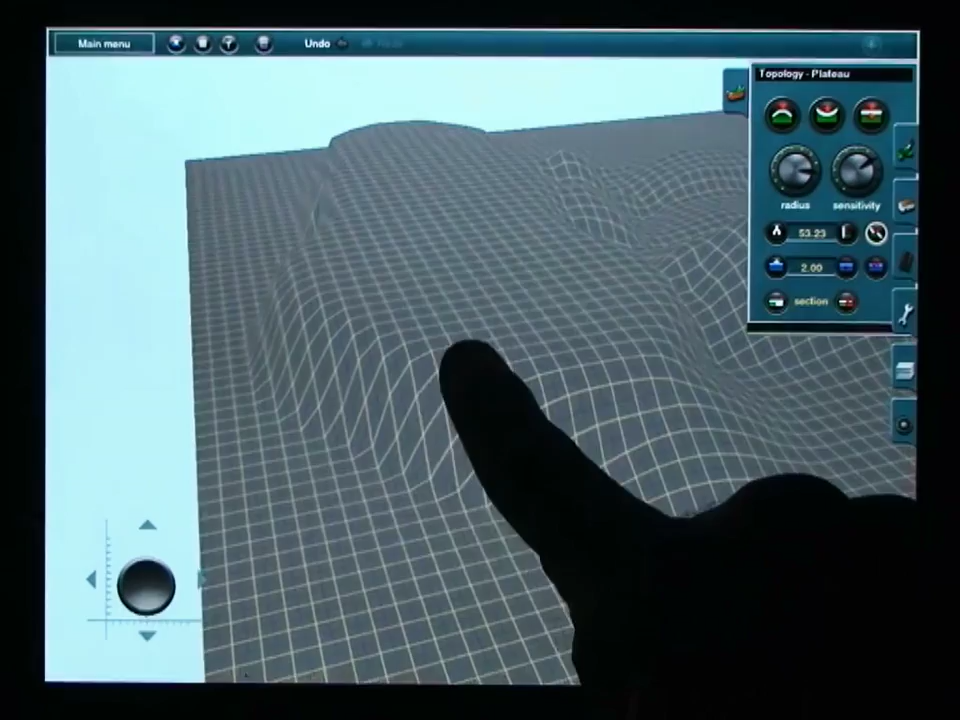 Main menu
Undo
Topology - Plateau
radius sensitivity
53.23
2.00
section